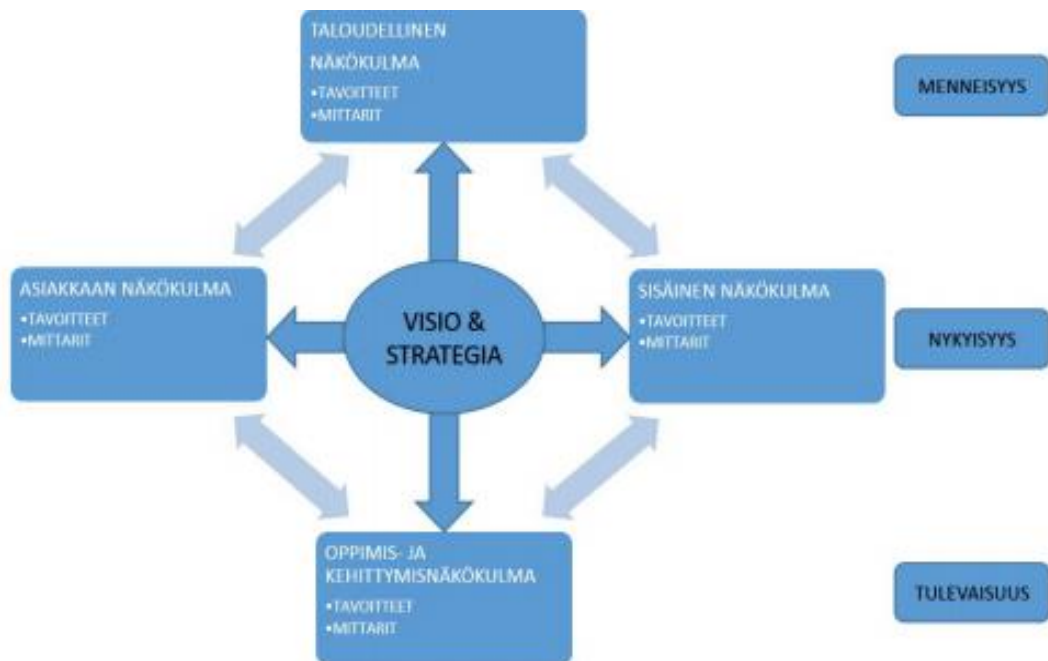 TALOUDELLINEN
NÄKÖKULMA
•TAVOITTEET
•MITTARIT
MENNEISYYS
ASIAKKAAN NÄKÖKULMA
•TAVOITTEET
•MITTARIT
VISIO &
STRATEGIA
SISÄINEN NÄKÖKULMA
•TAVOITTEET
•MITTARIT
NYKYISYYS
OPPIMIS- JA
KEHITTYMISNÄKÖKULMA
•TAVOITTEET
•MITTARIT
TULEVAISUUS